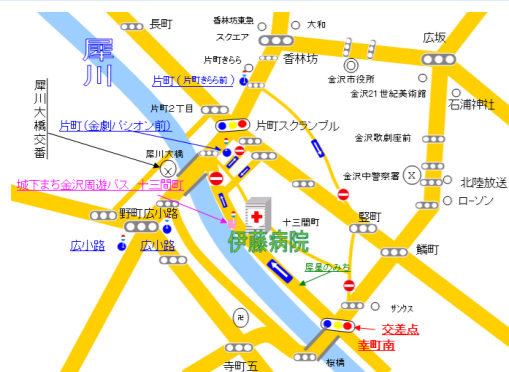 長町
香林坊東急
スクエア
大和
広坂
犀川
片町きらら
香林坊
金沢市役所
片町(片町きらら前)
金沢21世紀美術館
石浦神社
犀川大橋交番
片町2丁目
片町(金劇パシオン前)
片町スクランブル
金沢歌劇座前
犀川大橋
金沢中警察署
北陸放送
城下まち金沢周遊バス 十三間町
ローソン
野町広小路
十三間町
竪町
伊藤病院
広小路
広小路
鱗町
犀星のみち
サンクス
交差点
幸町南
卍
寺町五
桜橋